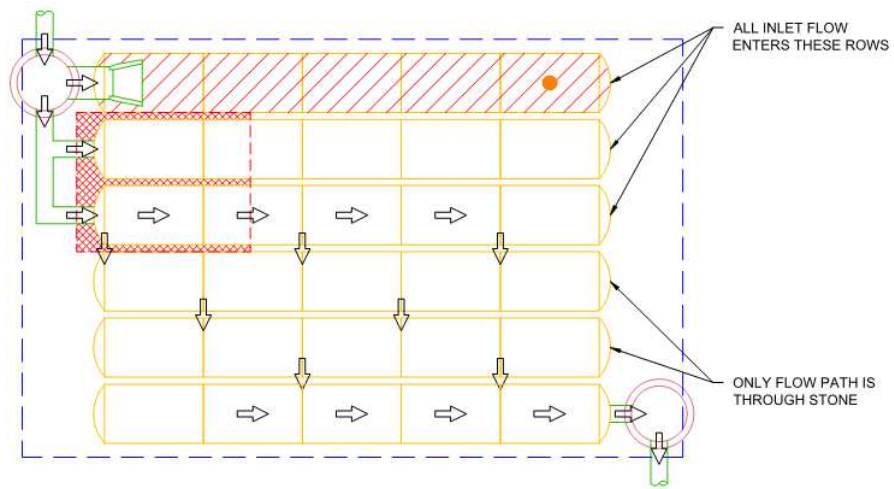 ALL INLET FLOW
ENTERS THESE ROWS
ONLY FLOW PATH IS
THROUGH STONE